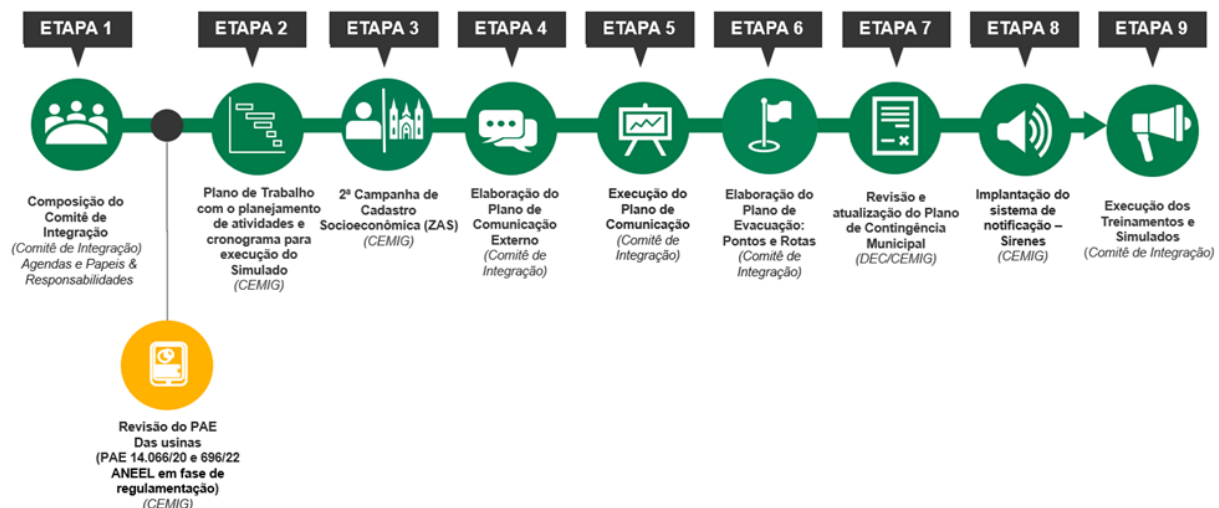 ETAPA 1
ETAPA 2
ETAPA 3
ETAPA 4
ETAPA 5
ETAPA 6
ETAPA 7
ETAPA 8
ETAPA 9
Composição do
Comitê de
Integração
(Comitê de Integração)
Agendas e Papeis &
Responsabilidades
Plano de Trabalho
com o planejamento
de atividades e
cronograma para
execução do
Simulado
(CEMIG)
2ª Campanha de
Cadastro
Socioeconômica (ZAS)
(CEMIG)
Elaboração do
Plano de
Comunicação
Externo
(Comitê de
Integração)
Execução do
Plano de
Comunicação
(Comitê de
Integração)
Elaboração do
Plano de
Evacuação:
Pontos e Rotas
(Comitê de
Integração)
Revisão e
atualização do Plano
de Contingência
Municipal
(DEC/CEMIG)
Implantação do
sistema de
notificação –
Sirenes
(CEMIG)
Execução dos
Treinamentos e
Simulados
(Comitê de Integração)
Revisão do PAE
Das usinas
(PAE 14.066/20 e 696/22
ANEEL em fase de
regulamentação)
(CEMIG)